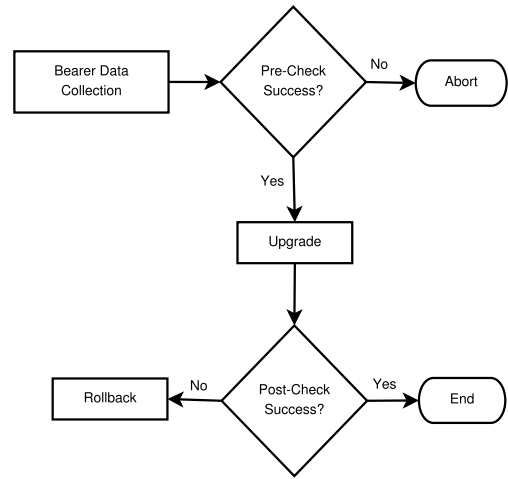 Bearer Data
Collection
Pre-Check
Success?
No
Abort
Yes
Upgrade
Post-Check
Success?
No
Rollback
Yes
End